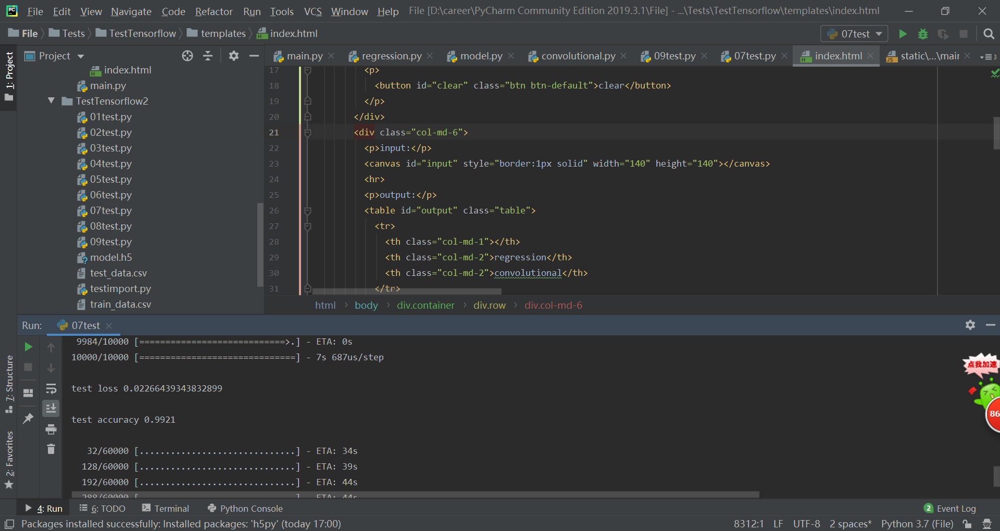 File Edit View Navigate Code Refactor Run Tools VCS Window Help File [D:\career\PyCharm Community Edition 2019.3.1\File] - ...\Tests\TestTensorflow\templates\index.html
File Tests TestTensorflow templates index.html 07test
Project main.py regression.py model.py convolutional.py 09test.py 07test.py index.html static\...\mair 3
1: Project
index.html
main.py
TestTensorflow2
01test.py
02test.py
03test.py
04test.py
05test.py
06test.py
07test.py
08test.py
09test.py
model.h5
test_data.csv
testimport.py
train_data.csv
17 <p>
18 <button id="clear" class="btn btn-default">clear</button>
19 </p>
20 </div>
21 <div class="col-md-6">
22 <p>input:</p>
23 <canvas id="input" style="border:1px solid" width="140" height="140"></canvas>
24 <hr>
25 <p>output:</p>
26 <table id="output" class="table">
27 <tr>
28 <th class="col-md-1"></th>
29 <th class="col-md-2">regression</th>
30 <th class="col-md-2">convolutional</th>
31 </tr>
html body div.container div.row div.col-md-6
Run: 07test
9984/10000 [============================>.] - ETA: 0s
10000/10000 [==============================] - 7s 687us/step
test loss 0.02266439343832899
test accuracy 0.9921
32/60000 [..............................] - ETA: 34s
128/60000 [..............................] - ETA: 39s
192/60000 [..............................] - ETA: 44s
288/60000 [..............................] - ETA: 44s
7: Structure
2: Favorites
点我加速
86
4: Run 6: TODO Terminal Python Console 2 Event Log
Packages installed successfully: Installed packages: 'h5py' (today 17:00) 8312:1 LF UTF-8 2 spaces* Python 3.7 (File)